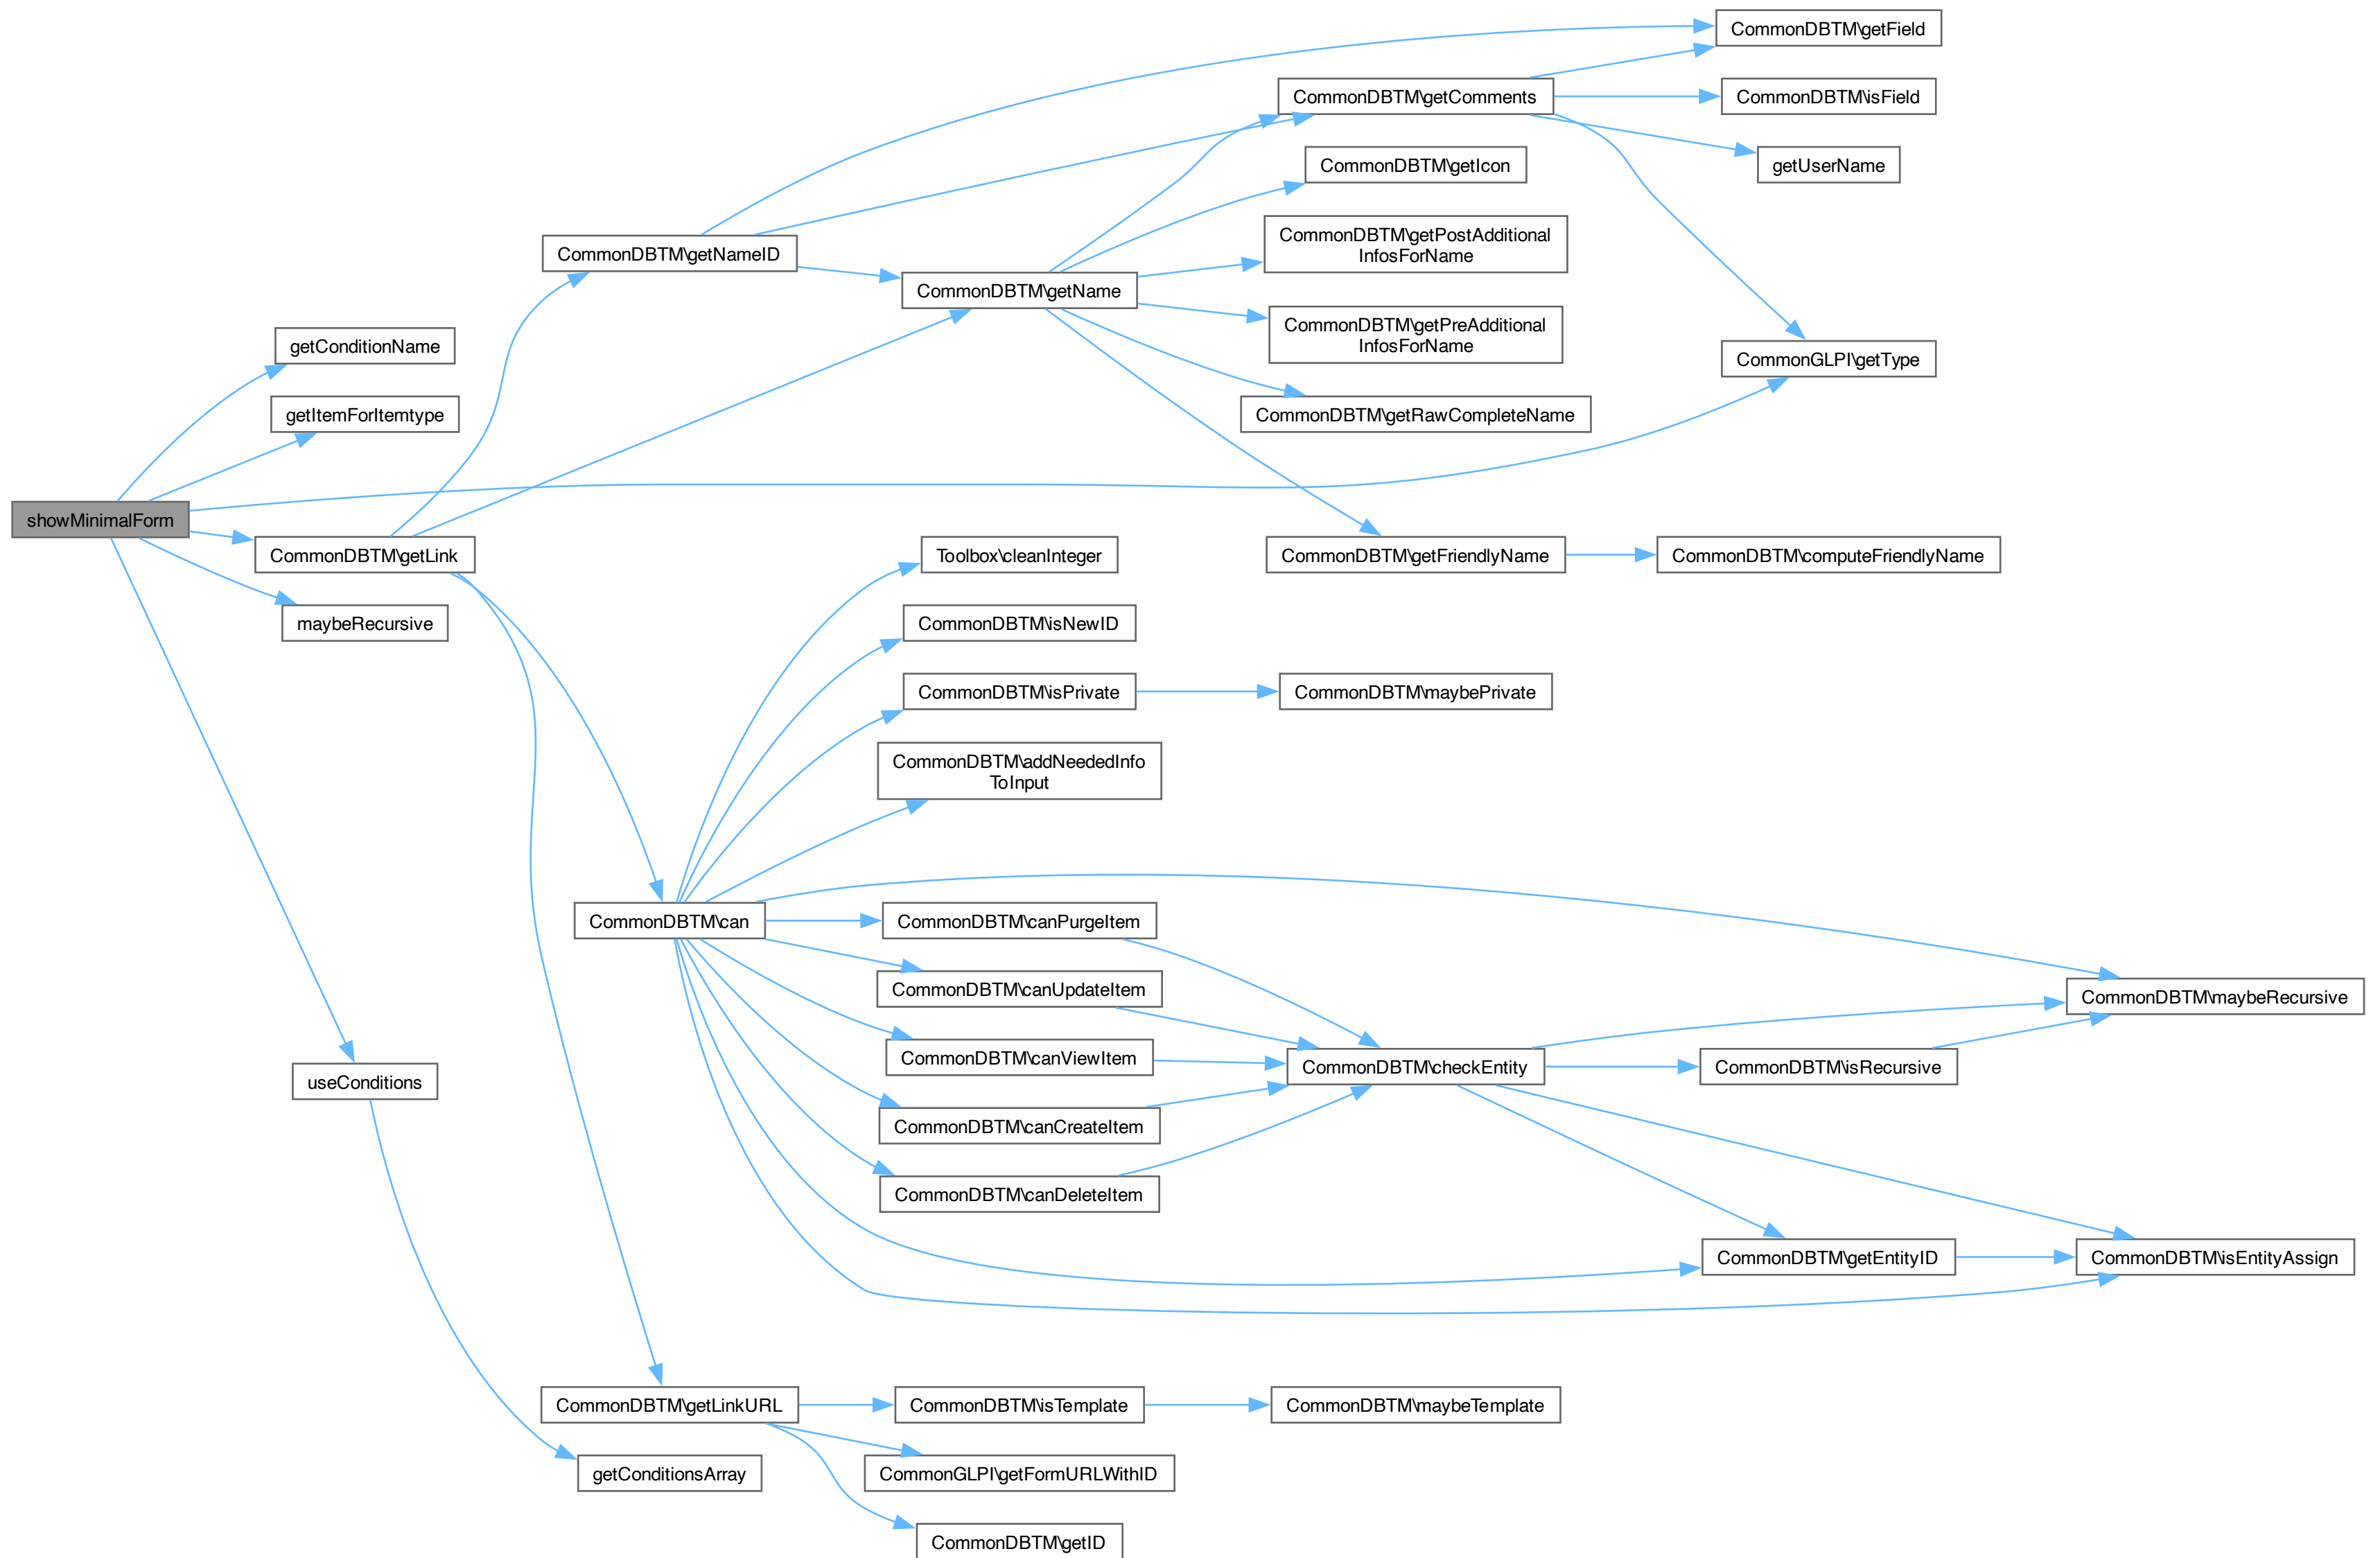 CommonDBTM\getField
CommonDBTM\getComments
CommonDBTM\isField
CommonDBTM\getIcon
getUserName
CommonDBTM\getPostAdditional
InfosForName
CommonDBTM\getNameID
CommonDBTM\getName
CommonDBTM\getPreAdditional
InfosForName
getConditionName
CommonGLPI\getType
getItemForItemtype
CommonDBTM\getRawCompleteName
showMinimalForm
CommonDBTM\getLink
Toolbox\cleanInteger
CommonDBTM\getFriendlyName
CommonDBTM\computeFriendlyName
maybeRecursive
CommonDBTM\isNewID
CommonDBTM\isPrivate
CommonDBTM\maybePrivate
CommonDBTM\addNeededInfo
ToInput
CommonDBTM\can
CommonDBTM\canPurgeItem
CommonDBTM\canUpdateItem
CommonDBTM\maybeRecursive
CommonDBTM\canViewItem
CommonDBTM\checkEntity
CommonDBTM\isRecursive
useConditions
CommonDBTM\canCreateItem
CommonDBTM\canDeleteItem
CommonDBTM\getEntityID
CommonDBTM\isEntityAssign
CommonDBTM\getLinkURL
CommonDBTM\isTemplate
CommonDBTM\maybeTemplate
getConditionsArray
CommonGLPI\getFormURLWithID
CommonDBTM\getID